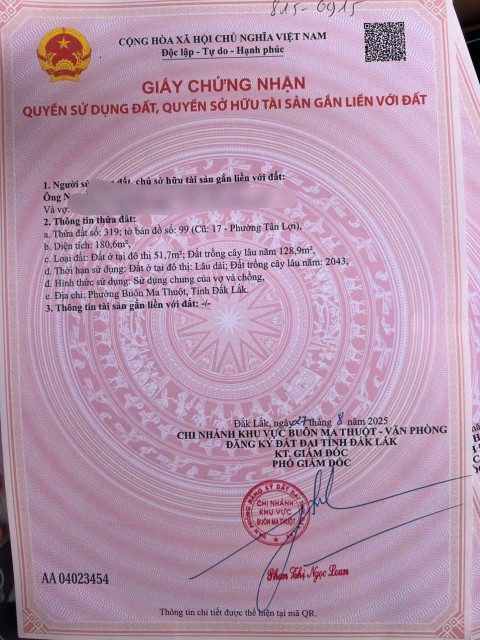 815-6915
CỘNG HÒA XÃ HỘI CHỦ NGHĨA VIỆT NAM
Độc lập - Tự do - Hạnh phúc
GIẤY CHỨNG NHẬN
QUYỀN SỬ DỤNG ĐẤT, QUYỀN SỞ HỮU TÀI SẢN GẮN LIỀN VỚI ĐẤT
1. Người sử đất, chủ sở hữu tài sản gắn liền với đất:
Ông N
Và vợ:
2. Thông tin thửa đất:
a. Thửa đất số: 319; tờ bản đồ số: 99 (Cũ: 17 - Phường Tân Lợi),
b. Diện tích: 180,6m²,
c. Loại đất: Đất ở tại đô thị 51,7m²; Đất trồng cây lâu năm 128,9m²,
d. Thời hạn sử dụng: Đất ở tại đô thị: Lâu dài; Đất trồng cây lâu năm: 2043,
đ. Hình thức sử dụng: Sử dụng chung của vợ và chồng,
e. Địa chỉ: Phường Buôn Ma Thuột, Tỉnh Đắk Lắk.
3. Thông tin tài sản gắn liền với đất: -/-
Đắk Lắk, ngày 27 tháng 8 năm 2025
CHI NHÁNH KHU VỰC BUÔN MA THUỘT - VĂN PHÒNG
ĐĂNG KÝ ĐẤT ĐAI TỈNH ĐẮK LẮK
KT. GIÁM ĐỐC
PHÓ GIÁM ĐỐC
VĂN PHÒNG ĐĂNG KÝ ĐẤT ĐAI
CHI NHÁNH
KHU VỰC
BUÔN MA THUỘT
Phan Thị Ngọc Loan
AA 04023454
Thông tin chi tiết được thể hiện tại mã QR.